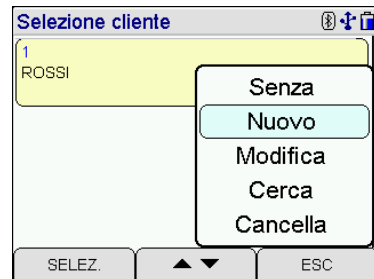 Selezione cliente
1
ROSSI
Senza
Nuovo
Modifica
Cerca
Cancella
SELEZ.
ESC